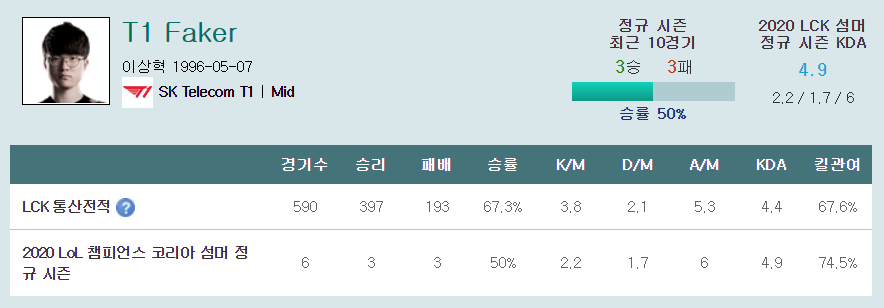 T1 Faker
이상혁 1996-05-07
SK Telecom T1 | Mid
정규 시즌
최근 10경기
3승 3패
승률 50%
2020 LCK 섬머
정규 시즌 KDA
4.9
2.2 / 1.7 / 6
경기수 승리 패배 승률 K/M D/M A/M KDA 킬관여
LCK 통산전적 ? 590 397 193 67.3% 3.8 2.1 5.3 4.4 67.6%
2020 LoL 챔피언스 코리아 섬머 정
규 시즌 6 3 3 50% 2.2 1.7 6 4.9 74.5%